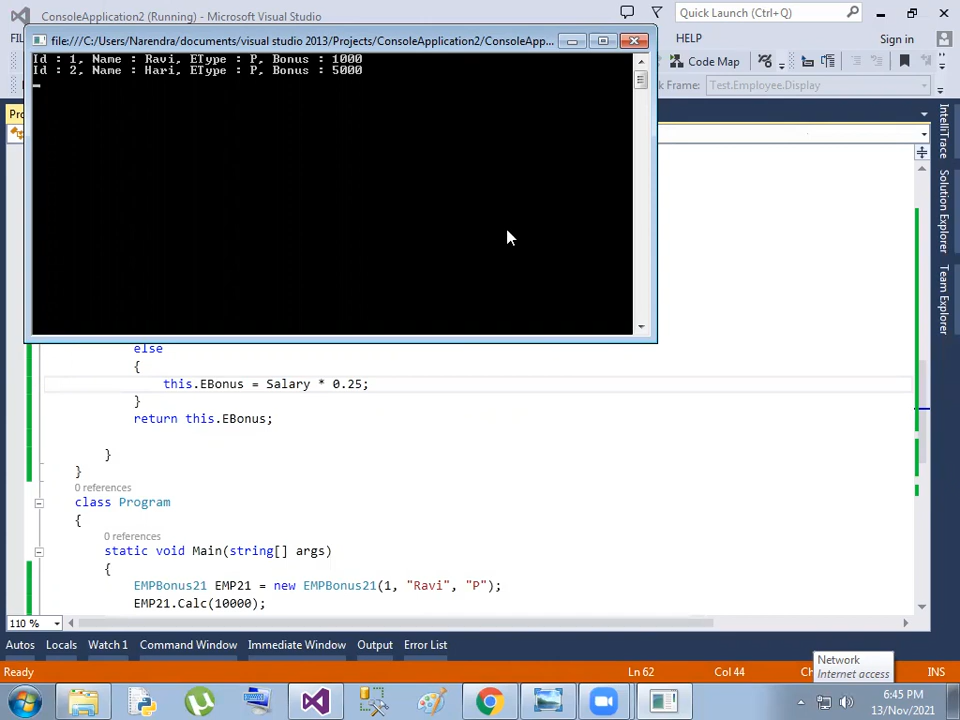 ConsoleApplication2 (Running) - Microsoft Visual Studio
Quick Launch (Ctrl+Q)
file:///C:/Users/Narendra/documents/visual studio 2013/Projects/ConsoleApplication2/ConsoleApp...
HELP
Sign in
Id : 1, Name : Ravi, EType : P, Bonus : 1000
Id : 2, Name : Hari, EType : P, Bonus : 5000
Code Map
Frame:
Test.Employee.Display
IntelliTrace
Solution Explorer
Team Explorer
else
{
this.EBonus = Salary * 0.25;
}
return this.EBonus;
}
}
0 references
class Program
{
0 references
static void Main(string[] args)
{
EMPBonus21 EMP21 = new EMPBonus21(1, "Ravi", "P");
EMP21.Calc(10000);
110 %
Autos
Locals
Watch 1
Command Window
Immediate Window
Output
Error List
Ready
Ln 62
Col 44
INS
Network
Internet access
6:45 PM
13/Nov/2021